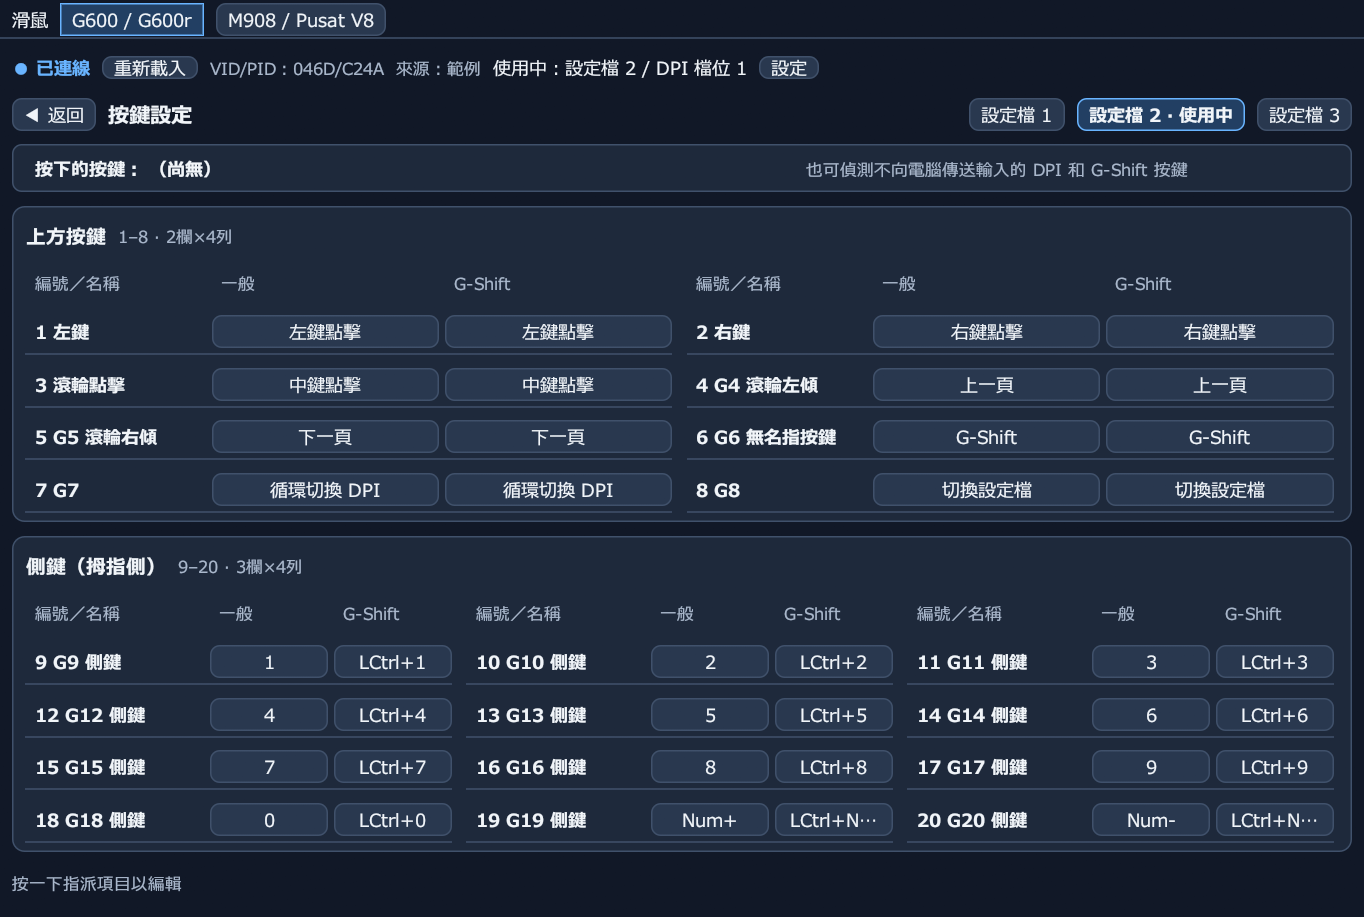 滑鼠 G600 / G600r M908 / Pusat V8
已連線 重新載入 VID/PID：046D/C24A 來源：範例 使用中：設定檔 2 / DPI 檔位 1 設定
◀ 返回 按鍵設定 設定檔 1 設定檔 2 · 使用中 設定檔 3
按下的按鍵： （尚無） 也可偵測不向電腦傳送輸入的 DPI 和 G-Shift 按鍵
上方按鍵 1–8 · 2欄×4列
編號／名稱 一般 G-Shift 編號／名稱 一般 G-Shift
1 左鍵 左鍵點擊 左鍵點擊 2 右鍵 右鍵點擊 右鍵點擊
3 滾輪點擊 中鍵點擊 中鍵點擊 4 G4 滾輪左傾 上一頁 上一頁
5 G5 滾輪右傾 下一頁 下一頁 6 G6 無名指按鍵 G-Shift G-Shift
7 G7 循環切換 DPI 循環切換 DPI 8 G8 切換設定檔 切換設定檔
側鍵（拇指側） 9–20 · 3欄×4列
編號／名稱 一般 G-Shift 編號／名稱 一般 G-Shift 編號／名稱 一般 G-Shift
9 G9 側鍵 1 LCtrl+1 10 G10 側鍵 2 LCtrl+2 11 G11 側鍵 3 LCtrl+3
12 G12 側鍵 4 LCtrl+4 13 G13 側鍵 5 LCtrl+5 14 G14 側鍵 6 LCtrl+6
15 G15 側鍵 7 LCtrl+7 16 G16 側鍵 8 LCtrl+8 17 G17 側鍵 9 LCtrl+9
18 G18 側鍵 0 LCtrl+0 19 G19 側鍵 Num+ LCtrl+N… 20 G20 側鍵 Num- LCtrl+N…
按一下指派項目以編輯